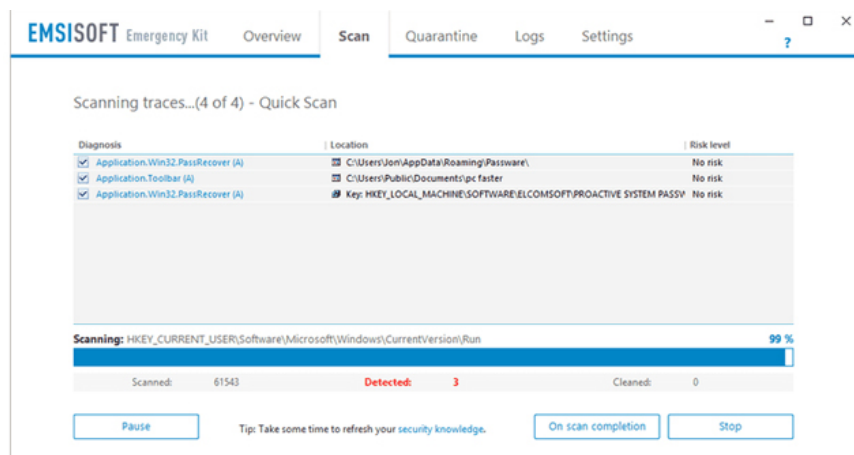 EMSISOFT Emergency Kit Overview Scan Quarantine Logs Settings ?
Scanning traces...(4 of 4) - Quick Scan
Diagnosis Location Risk level
Application.Win32.PassRecover (A) C:\Users\Jon\AppData\Roaming\Passware\ No risk
Application.Toolbar (A) C:\Users\Public\Documents\pc faster No risk
Application.Win32.PassRecover (A) Key: HKEY_LOCAL_MACHINE\SOFTWARE\ELCOMSOFT\PROACTIVE SYSTEM PASSW No risk
Scanning: HKEY_CURRENT_USER\Software\Microsoft\Windows\CurrentVersion\Run 99 %
Scanned: 61543 Detected: 3 Cleaned: 0
Pause Tip: Take some time to refresh your security knowledge. On scan completion Stop